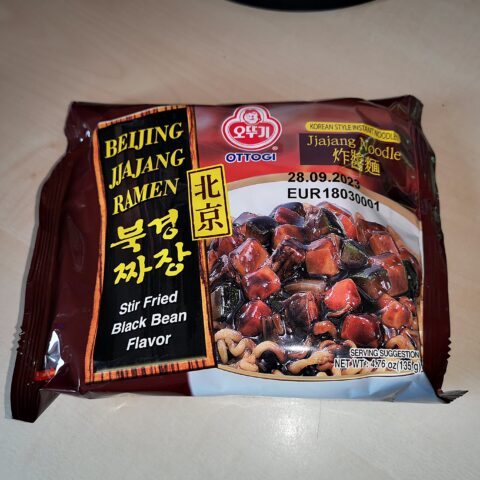 BEIJING
JJAJANG
RAMEN
북경
짜장
北京
Stir Fried
Black Bean
Flavor
오뚜기
OTTOGI
KOREAN STYLE INSTANT NOODLES
Jjajang Noodle
炸醬麵
28.09.2023
EUR18030001
SERVING SUGGESTION
NET WT. 4.76 oz(135g)